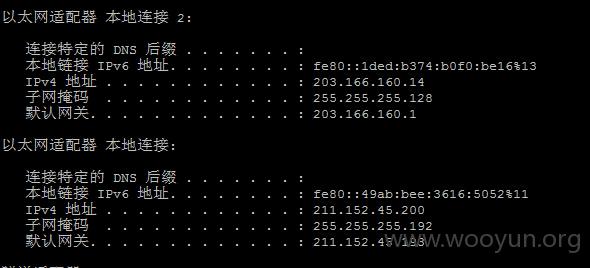 以太网适配器 本地连接 2:
连接特定的 DNS 后缀 . . . . . . . :
本地链接 IPv6 地址. . . . . . . . : fe80::1ded:b374:b0f0:be16%13
IPv4 地址 . . . . . . . . . . . . : 203.166.160.14
子网掩码 . . . . . . . . . . . . : 255.255.255.128
默认网关. . . . . . . . . . . . . : 203.166.160.1
以太网适配器 本地连接:
连接特定的 DNS 后缀 . . . . . . . :
本地链接 IPv6 地址. . . . . . . . : fe80::49ab:bee:3616:5052%11
IPv4 地址 . . . . . . . . . . . . : 211.152.45.200
子网掩码 . . . . . . . . . . . . : 255.255.255.192
默认网关. . . . . . . . . . . . . : 211.152.45.193
www.wooyun.org